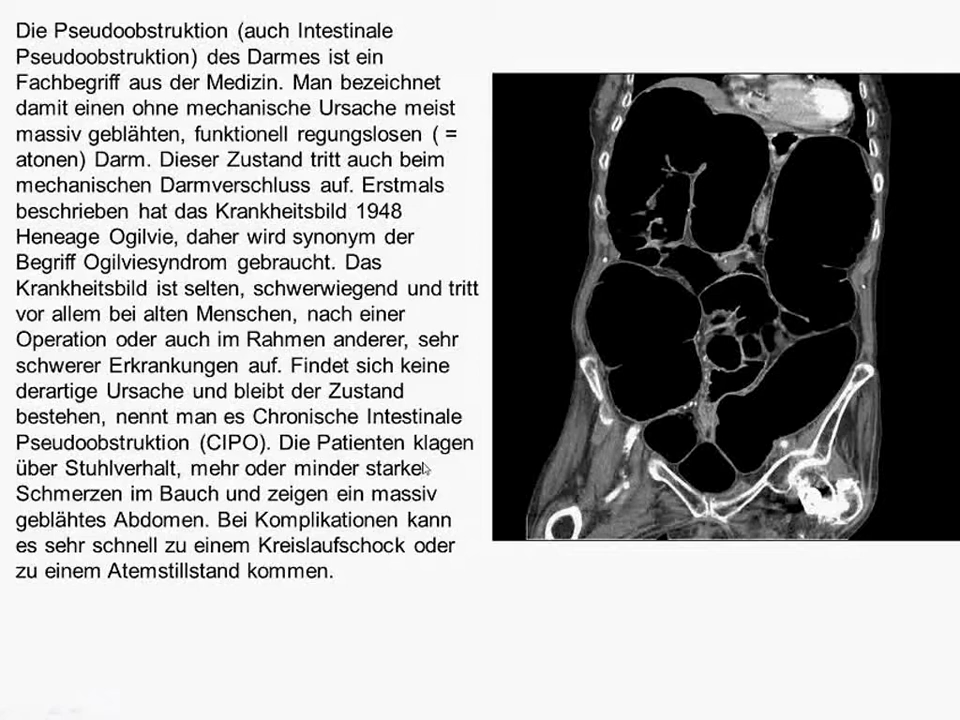 Die Pseudoobstruktion (auch Intestinale
Pseudoobstruktion) des Darmes ist ein
Fachbegriff aus der Medizin. Man bezeichnet
damit einen ohne mechanische Ursache meist
massiv geblähten, funktionell regungslosen ( =
atonen) Darm. Dieser Zustand tritt auch beim
mechanischen Darmverschluss auf. Erstmals
beschrieben hat das Krankheitsbild 1948
Heneage Ogilvie, daher wird synonym der
Begriff Ogilviesyndrom gebraucht. Das
Krankheitsbild ist selten, schwerwiegend und tritt
vor allem bei alten Menschen, nach einer
Operation oder auch im Rahmen anderer, sehr
schwerer Erkrankungen auf. Findet sich keine
derartige Ursache und bleibt der Zustand
bestehen, nennt man es Chronische Intestinale
Pseudoobstruktion (CIPO). Die Patienten klagen
über Stuhlverhalt, mehr oder minder starke
Schmerzen im Bauch und zeigen ein massiv
geblähtes Abdomen. Bei Komplikationen kann
es sehr schnell zu einem Kreislaufschock oder
zu einem Atemstillstand kommen.